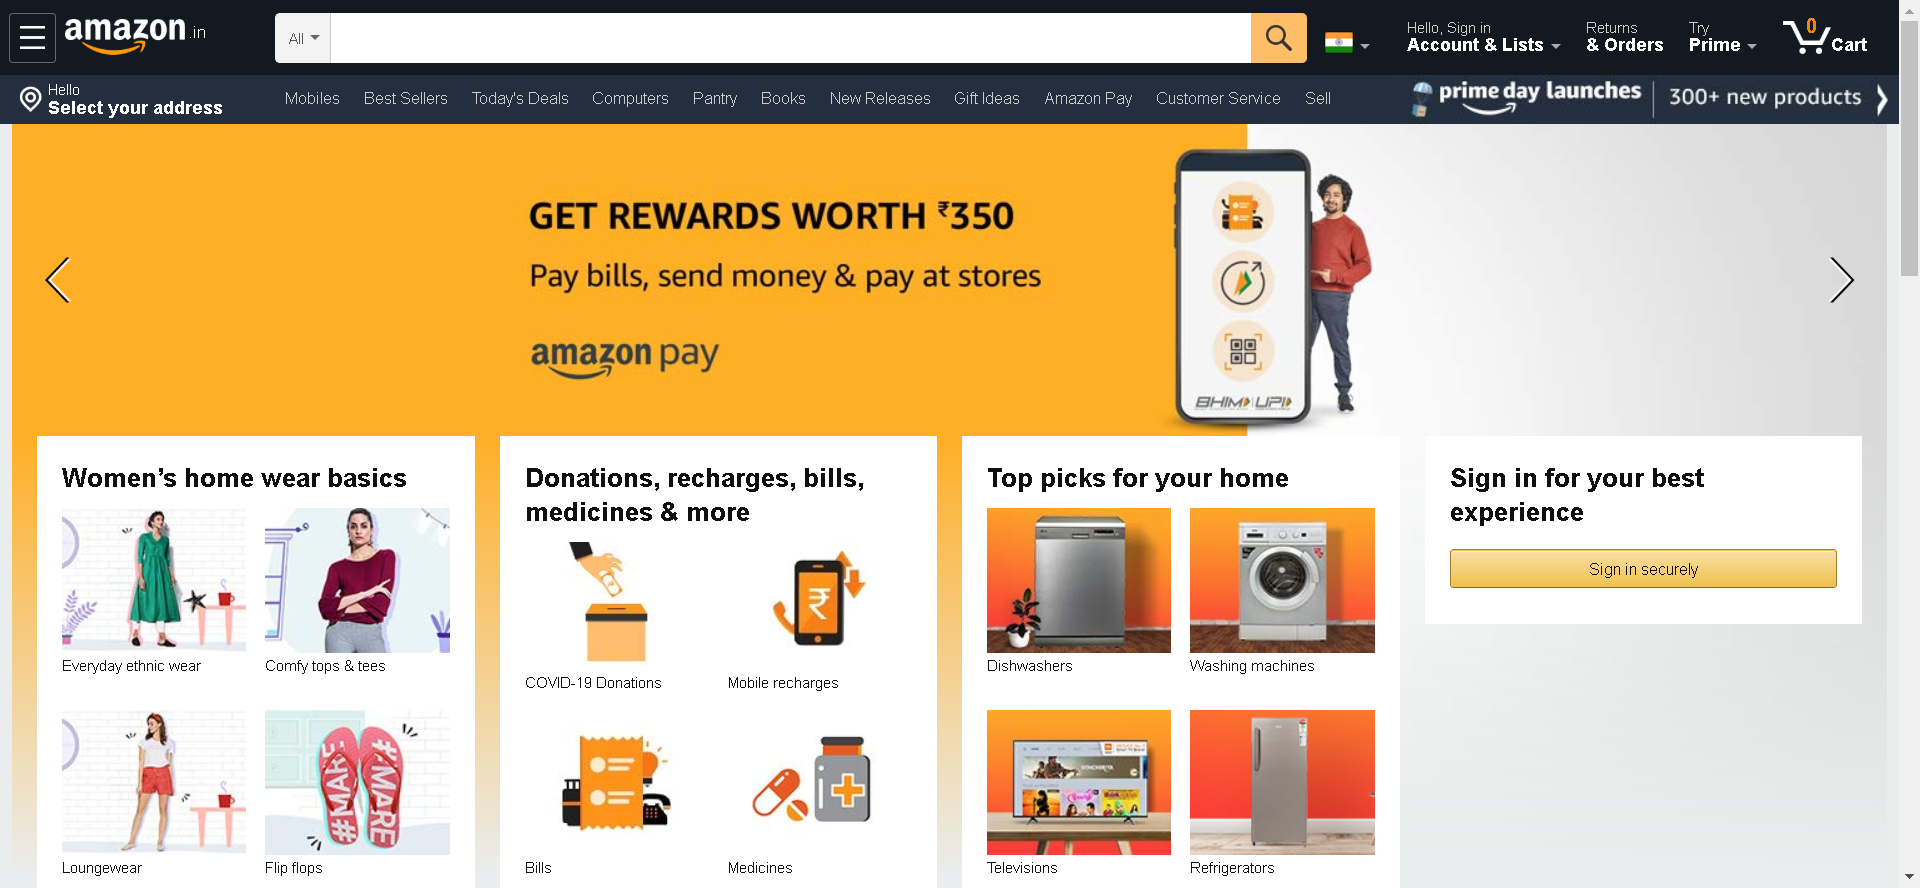 amazon.in
All
Hello, Sign in
Account & Lists
Returns
& Orders
Try
Prime
0
Cart
Hello
Select your address
Mobiles
Best Sellers
Today's Deals
Computers
Pantry
Books
New Releases
Gift Ideas
Amazon Pay
Customer Service
Sell
prime day launches
300+ new products
GET REWARDS WORTH ₹350
Pay bills, send money & pay at stores
amazon pay
BHIM UPI
Women’s home wear basics
Everyday ethnic wear
Comfy tops & tees
#MAKE
#MARE
Loungewear
Flip flops
Donations, recharges, bills,
medicines & more
₹
COVID-19 Donations
Mobile recharges
Bills
Medicines
Top picks for your home
Dishwashers
Washing machines
Televisions
Refrigerators
Sign in for your best
experience
Sign in securely